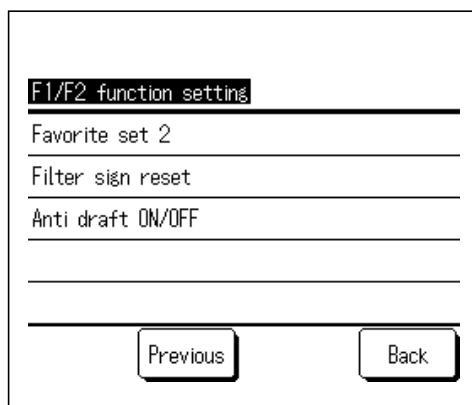 F1/F2 function setting
Favorite set 2
Filter sign reset
Anti draft ON/OFF
Previous
Back